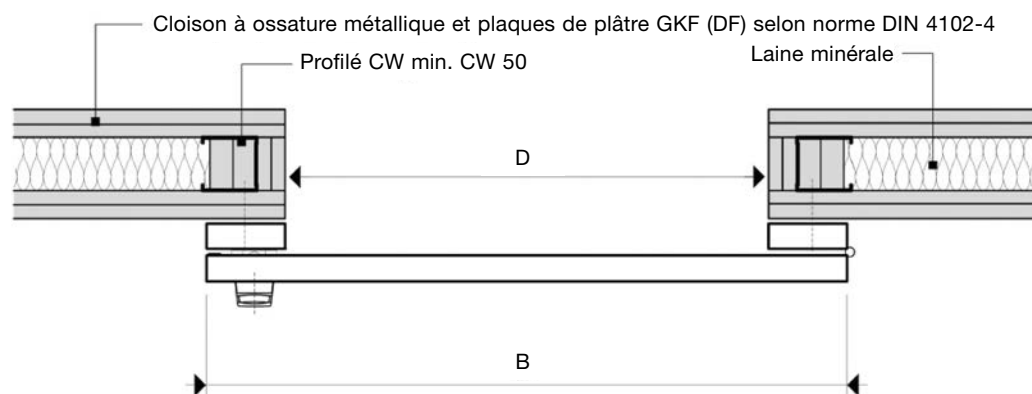 Cloison à ossature métallique et plaques de plâtre GKF (DF) selon norme DIN 4102-4
Profilé CW min. CW 50
Laine minérale
D
B